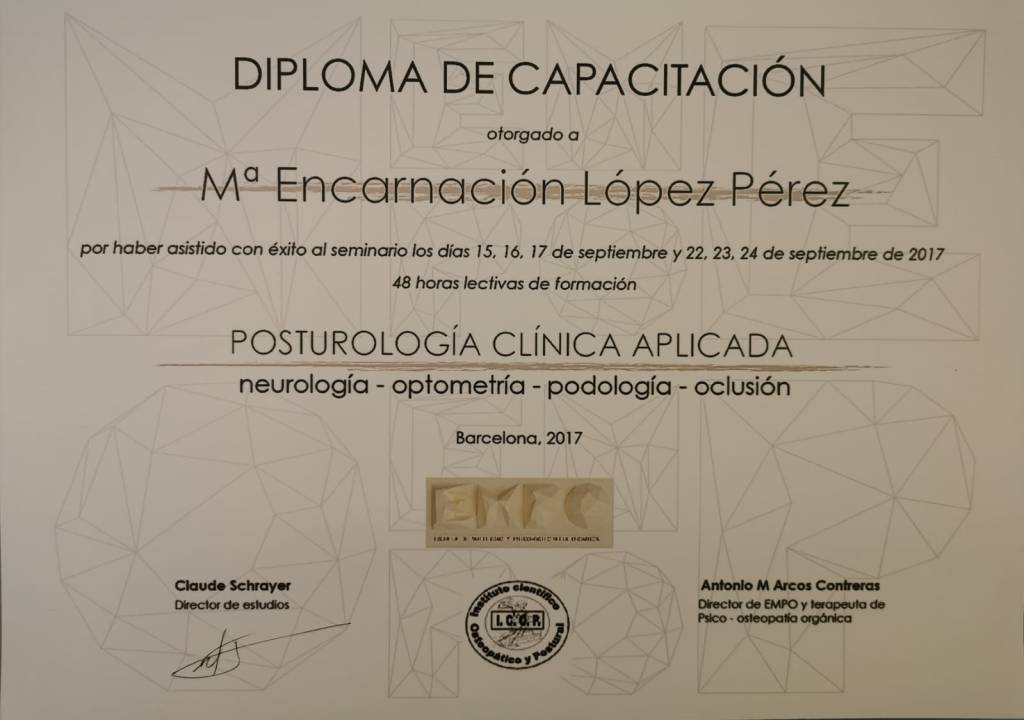 DIPLOMA DE CAPACITACIÓN
otorgado a
Mª Encarnación López Pérez
por haber asistido con éxito al seminario los días 15, 16, 17 de septiembre y 22, 23, 24 de septiembre de 2017
48 horas lectivas de formación
POSTUROLOGÍA CLÍNICA APLICADA
neurología - optometría - podología - oclusión
Barcelona, 2017
EMPO
Claude Schrayer
Director de estudios
Instituto científico
I.C.O.P.
Osteopático y Postural
Antonio M Arcos Contreras
Director de EMPO y terapeuta de
Psico - osteopatía orgánica